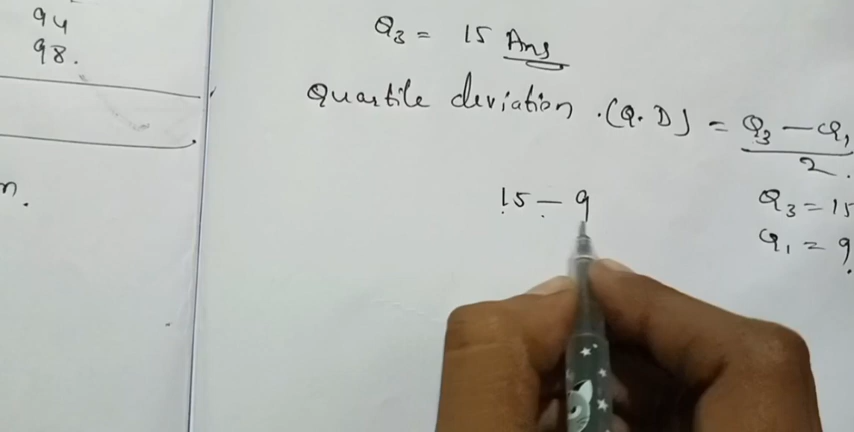 94
98.
n.
Q₃ = 15 Ans
Quartile deviation .(Q.D) = Q₃ - Q₁ / 2.
Q₃ = 15
Q₁ = 9.
15 - 9